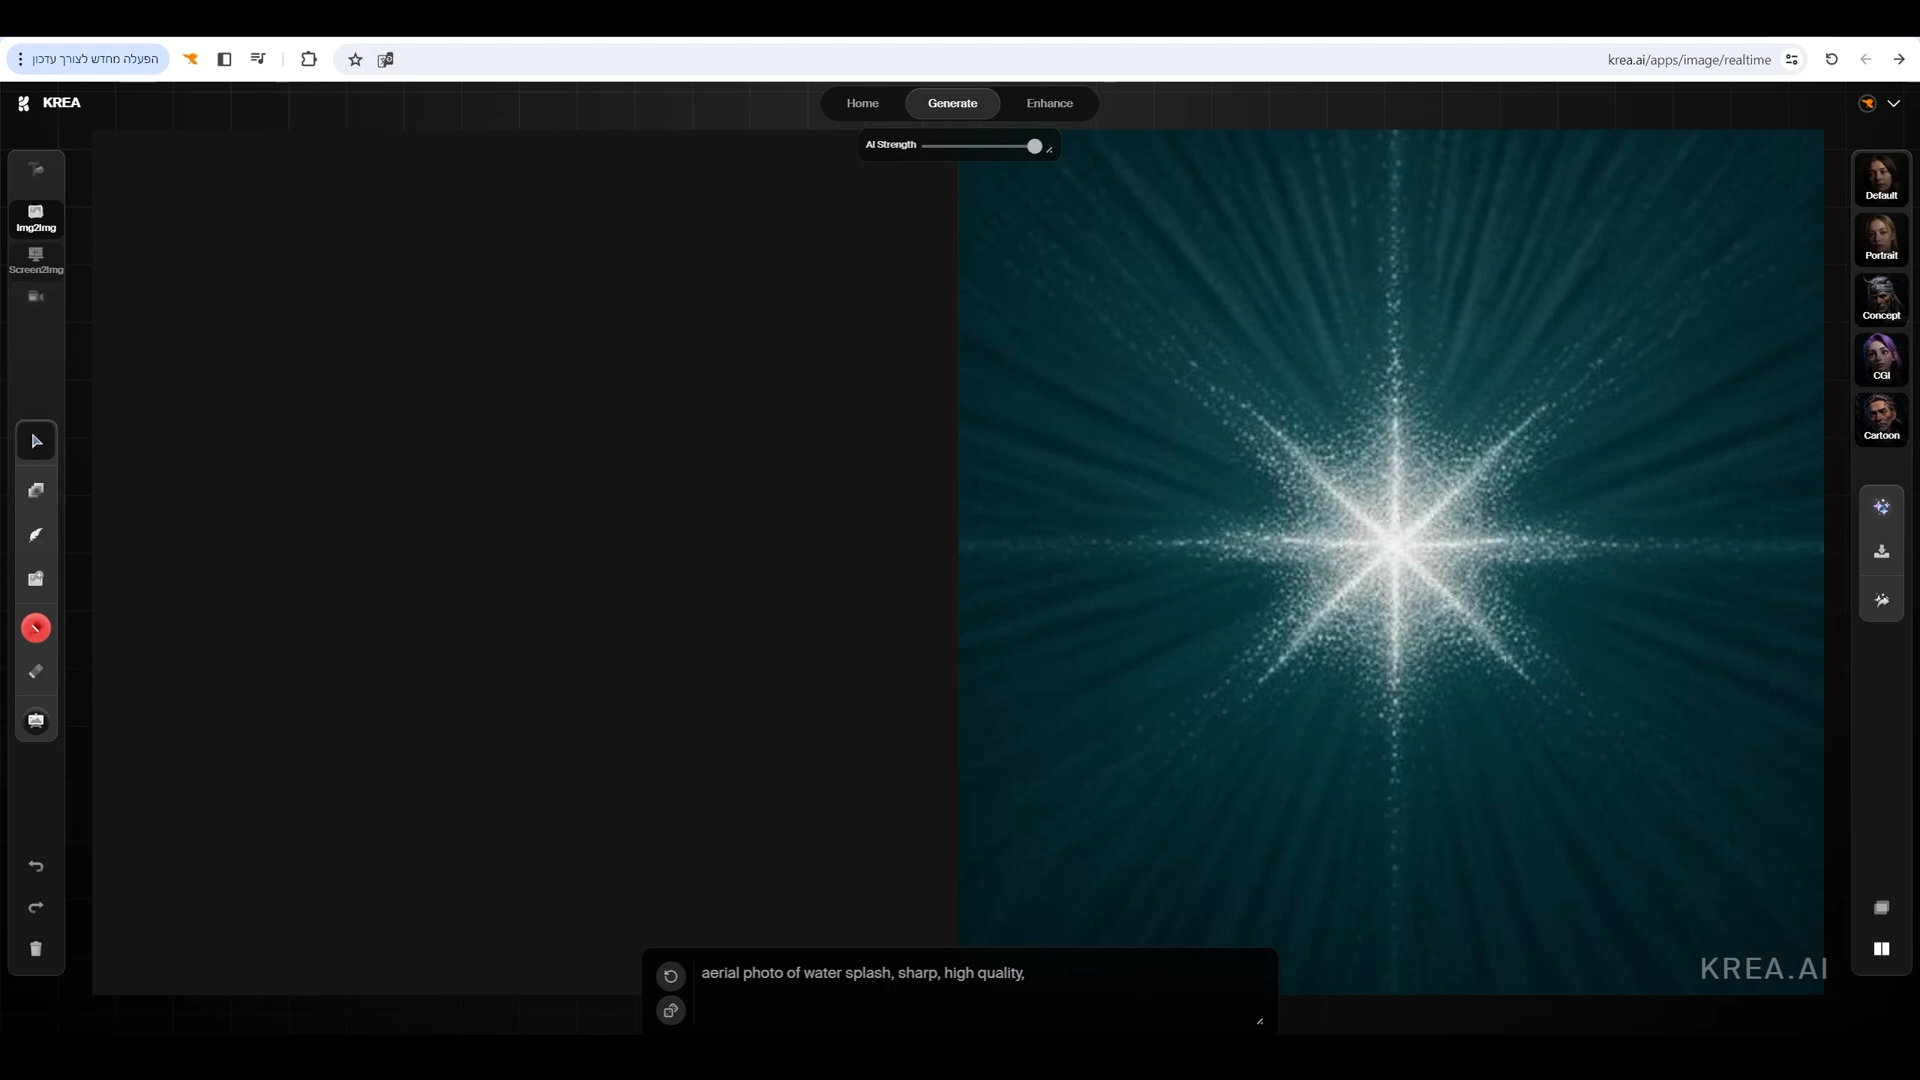 הפעלה מחדש לצורך עדכון
krea.ai/apps/image/realtime
KREA
Home
Generate
Enhance
AI Strength
Img2Img
Screen2Img
Default
Portrait
Concept
CGI
Cartoon
KREA.AI
aerial photo of water splash, sharp, high quality,